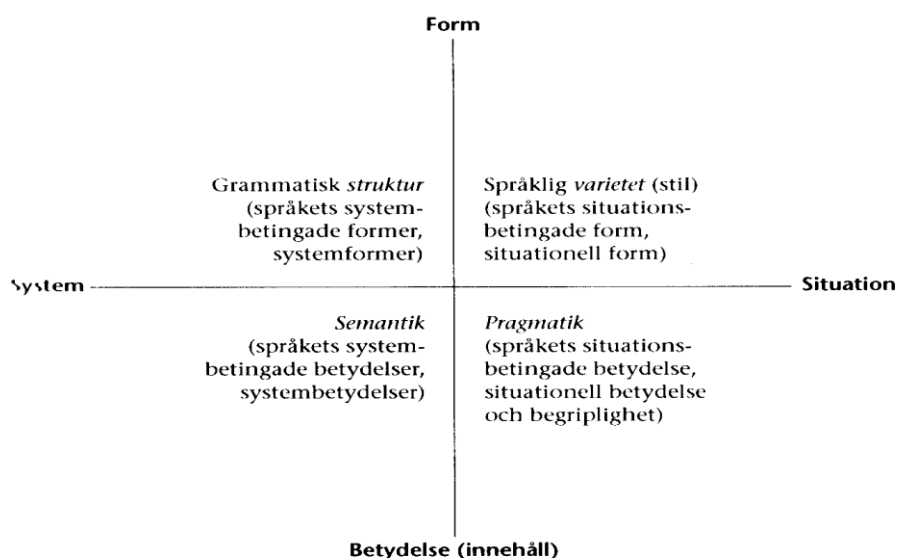 Form
Grammatisk struktur
(språkets system-
betingade former,
systemformer)
Språklig varietet (stil)
(språkets situations-
betingade form,
situationell form)
System
Situation
Semantik
(språkets system-
betingade betydelser,
systembetydelser)
Pragmatik
(språkets situations-
betingade betydelse,
situationell betydelse
och begriplighet)
Betydelse (innehåll)